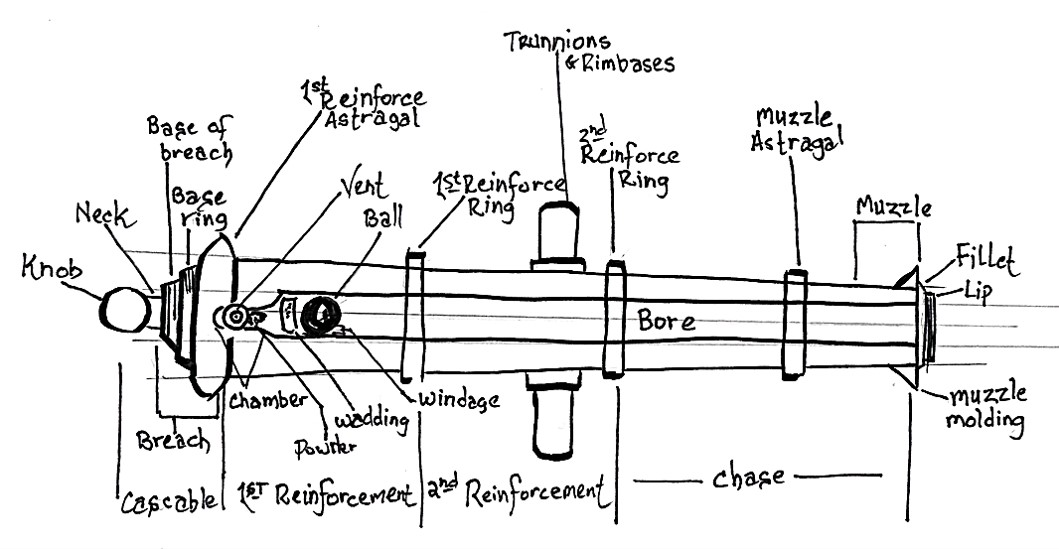 Trunnions
& Rimbases
1st
Reinforce
Astragal
Base of
breach
Base
ring
Neck
Knob
Vent
Ball
1st Reinforce
Ring
2nd
Reinforce
Ring
Muzzle
Astragal
Muzzle
Fillet
Lip
Bore
muzzle
molding
chamber
Powder
wadding
windage
Breach
Cascable
1st Reinforcement
2nd Reinforcement
chase